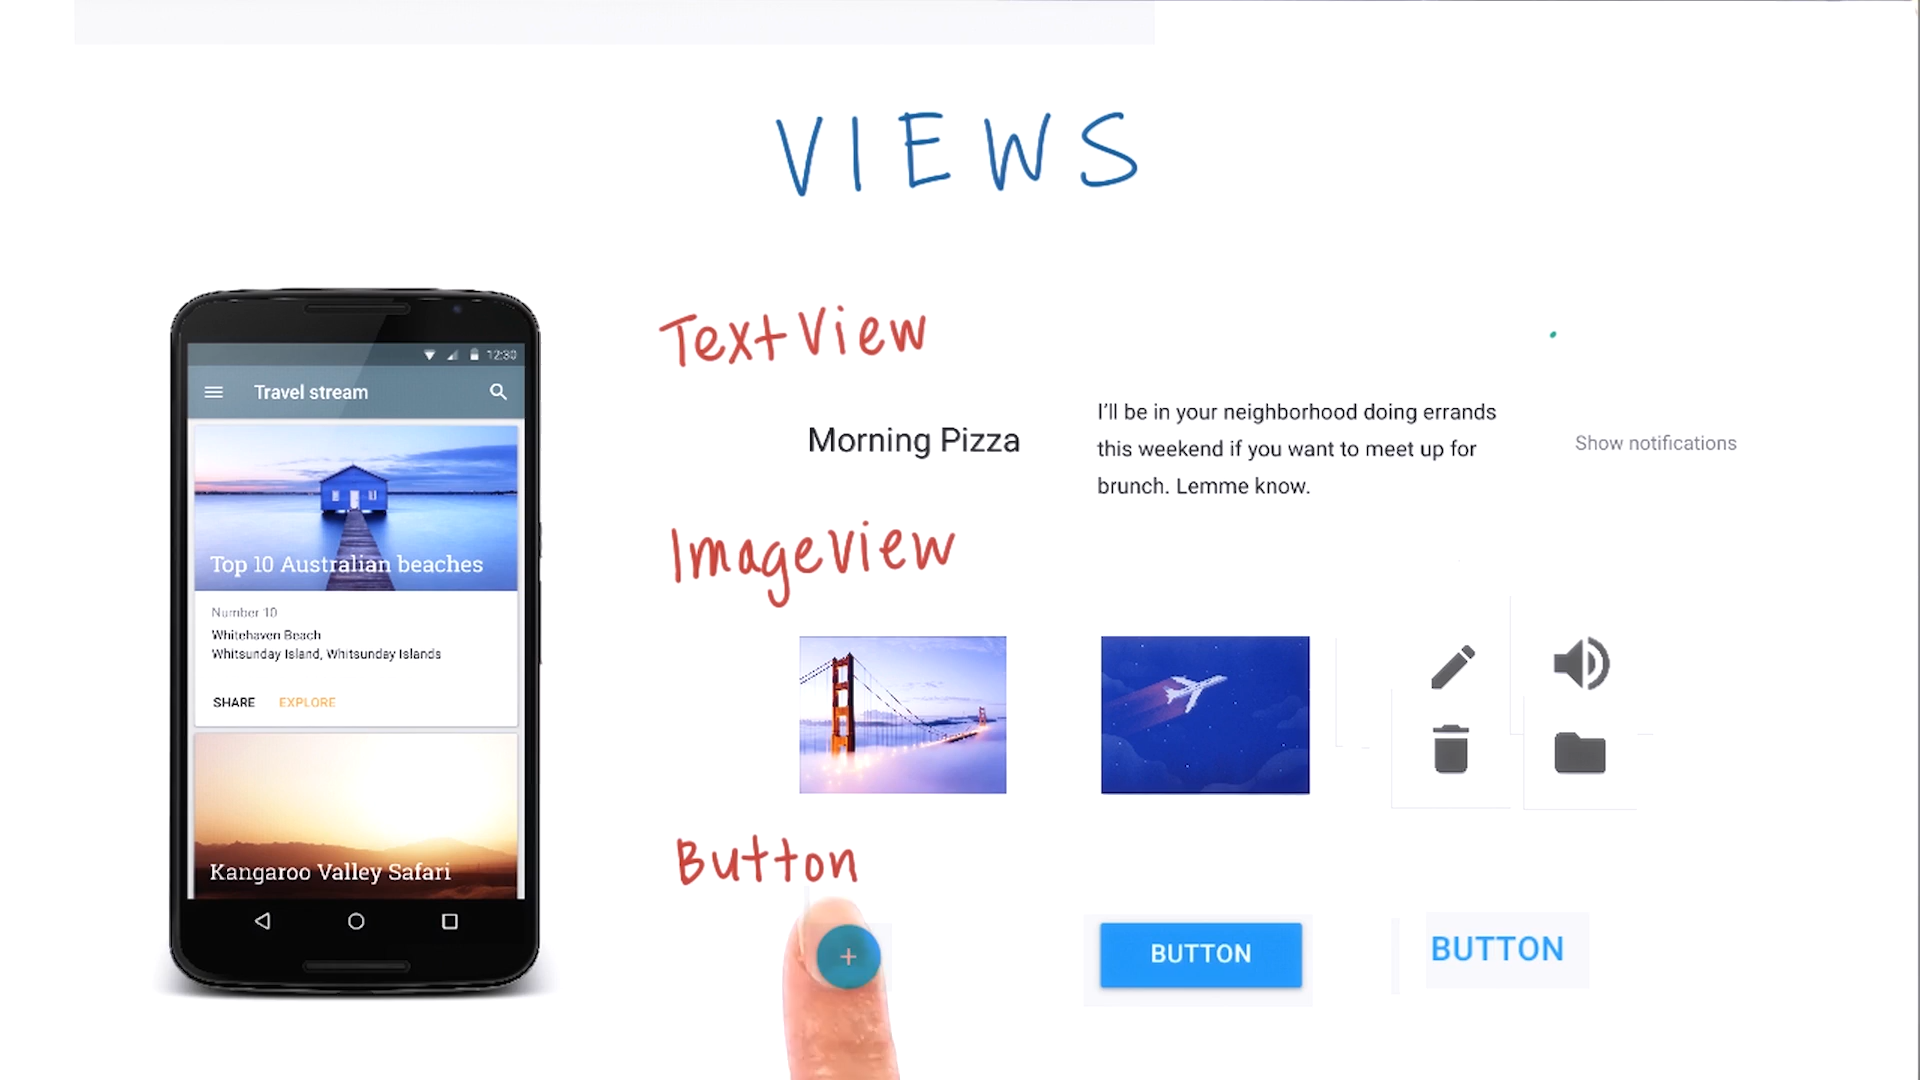 VIEWS
12:30
Travel stream
Top 10 Australian beaches
Number 10
Whitehaven Beach
Whitsunday Island, Whitsunday Islands
SHARE EXPLORE
Kangaroo Valley Safari
TextView
Morning Pizza
I'll be in your neighborhood doing errands
this weekend if you want to meet up for
brunch. Lemme know.
Show notifications
ImageView
Button
+
BUTTON
BUTTON